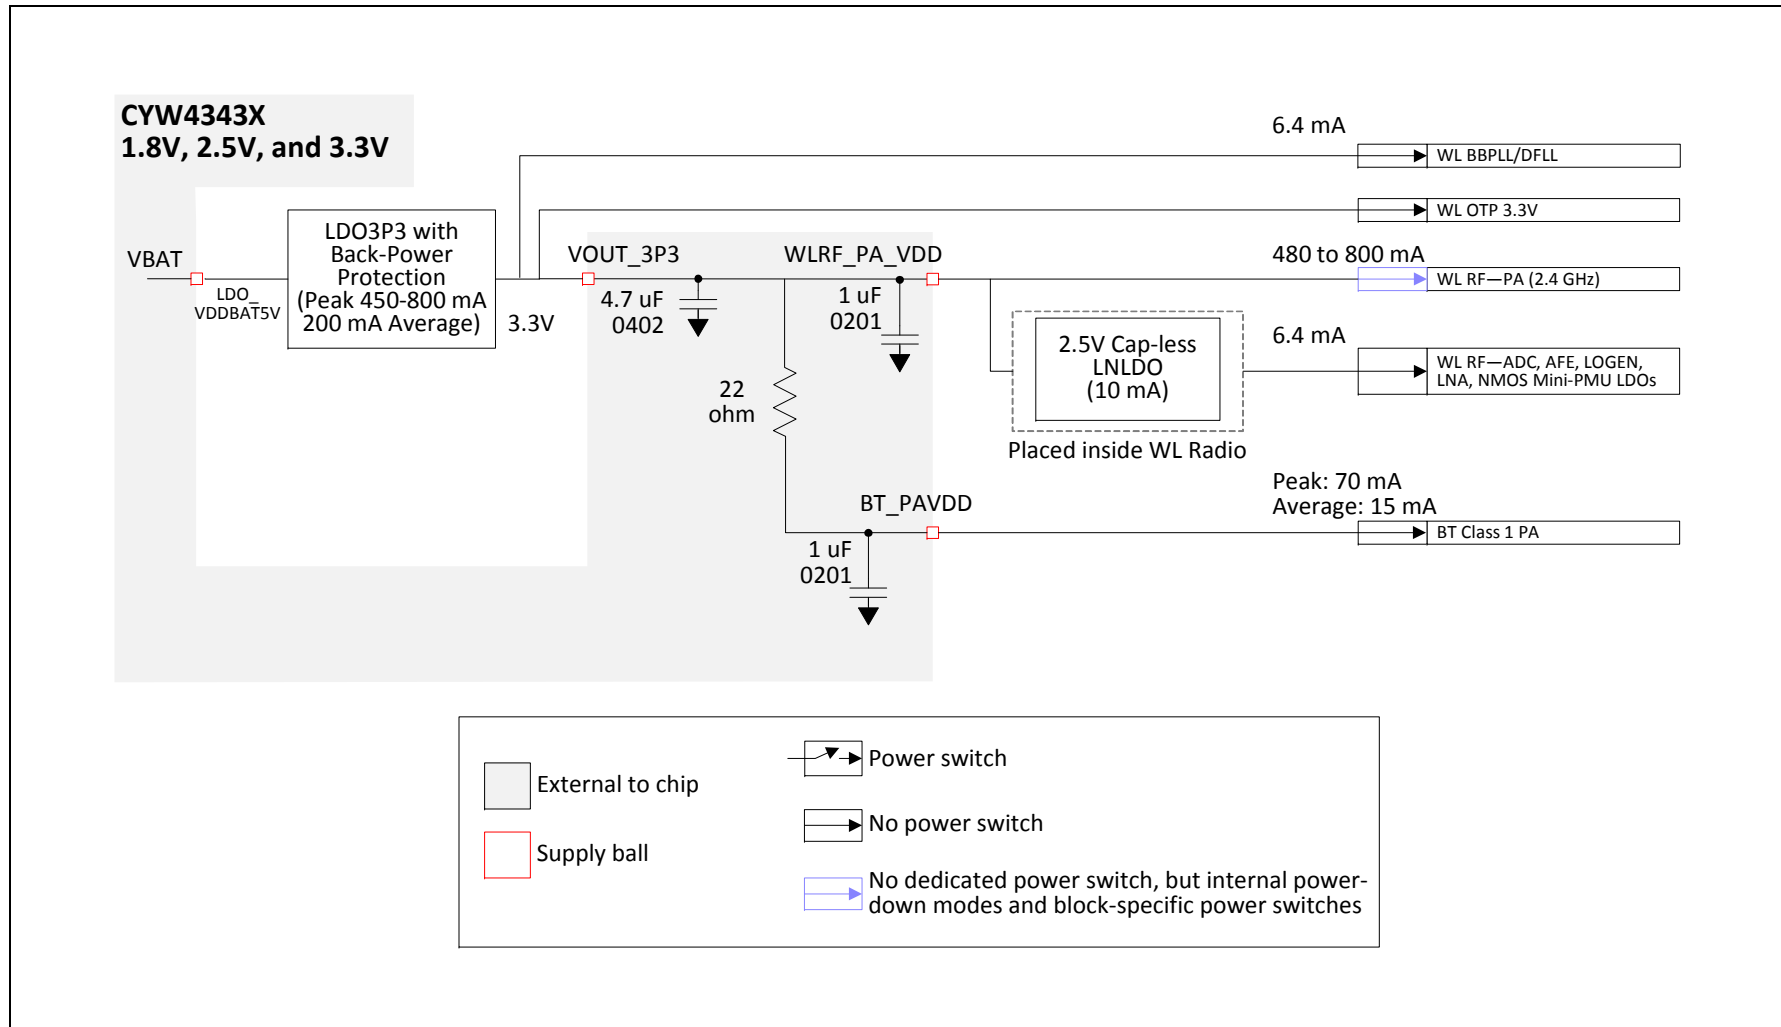 CYW4343X
1.8V, 2.5V, and 3.3V
VBAT
LDO_
VDDBAT5V
LDO3P3 with
Back-Power
Protection
(Peak 450-800 mA
200 mA Average)
3.3V
VOUT_3P3
4.7 uF
0402
22
ohm
WLRF_PA_VDD
1 uF
0201
BT_PAVDD
1 uF
0201
2.5V Cap-less
LNLDO
(10 mA)
Placed inside WL Radio
6.4 mA
WL BBPLL/DFLL
WL OTP 3.3V
480 to 800 mA
WL RF—PA (2.4 GHz)
6.4 mA
WL RF—ADC, AFE, LOGEN,
LNA, NMOS Mini-PMU LDOs
Peak: 70 mA
Average: 15 mA
BT Class 1 PA
External to chip
Supply ball
Power switch
No power switch
No dedicated power switch, but internal power-
down modes and block-specific power switches